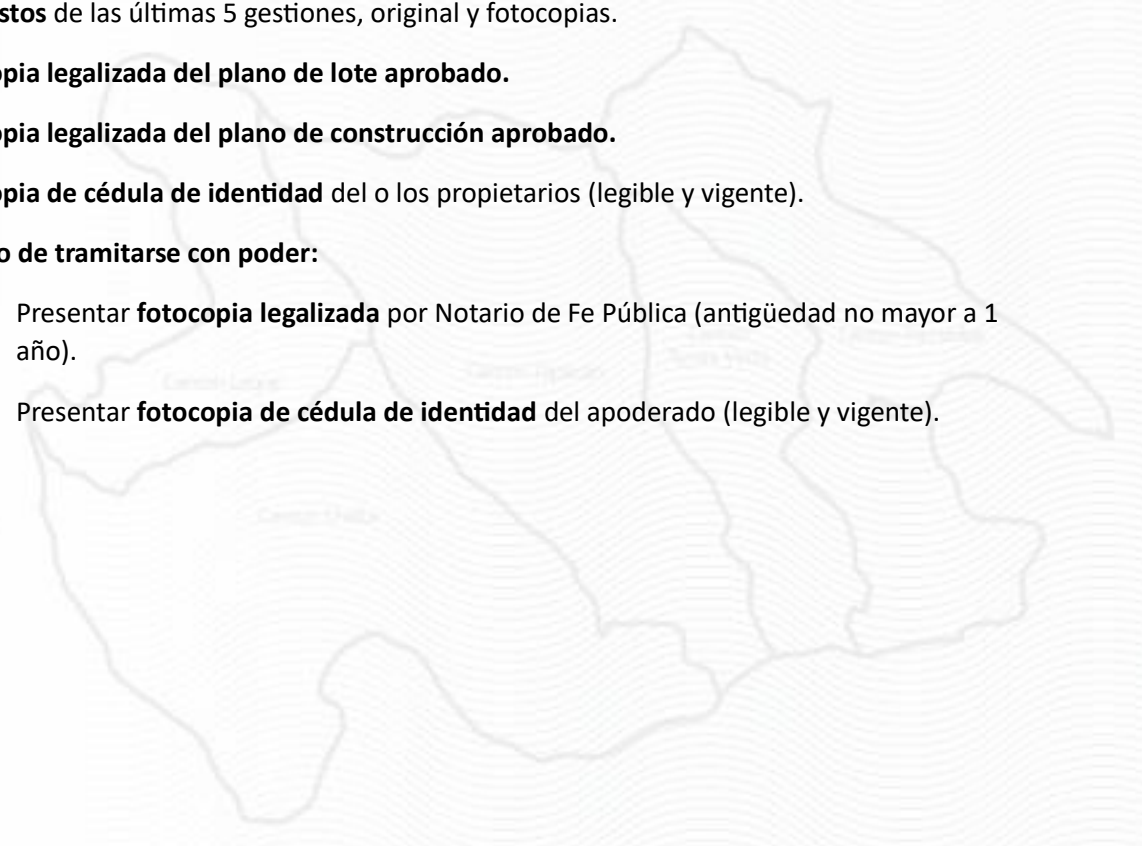 stos de las últimas 5 gestiones, original y fotocopias.
opia legalizada del plano de lote aprobado.
opia legalizada del plano de construcción aprobado.
opia de cédula de identidad del o los propietarios (legible y vigente).
o de tramitarse con poder:
Presentar fotocopia legalizada por Notario de Fe Pública (antigüedad no mayor a 1
año).
Presentar fotocopia de cédula de identidad del apoderado (legible y vigente).